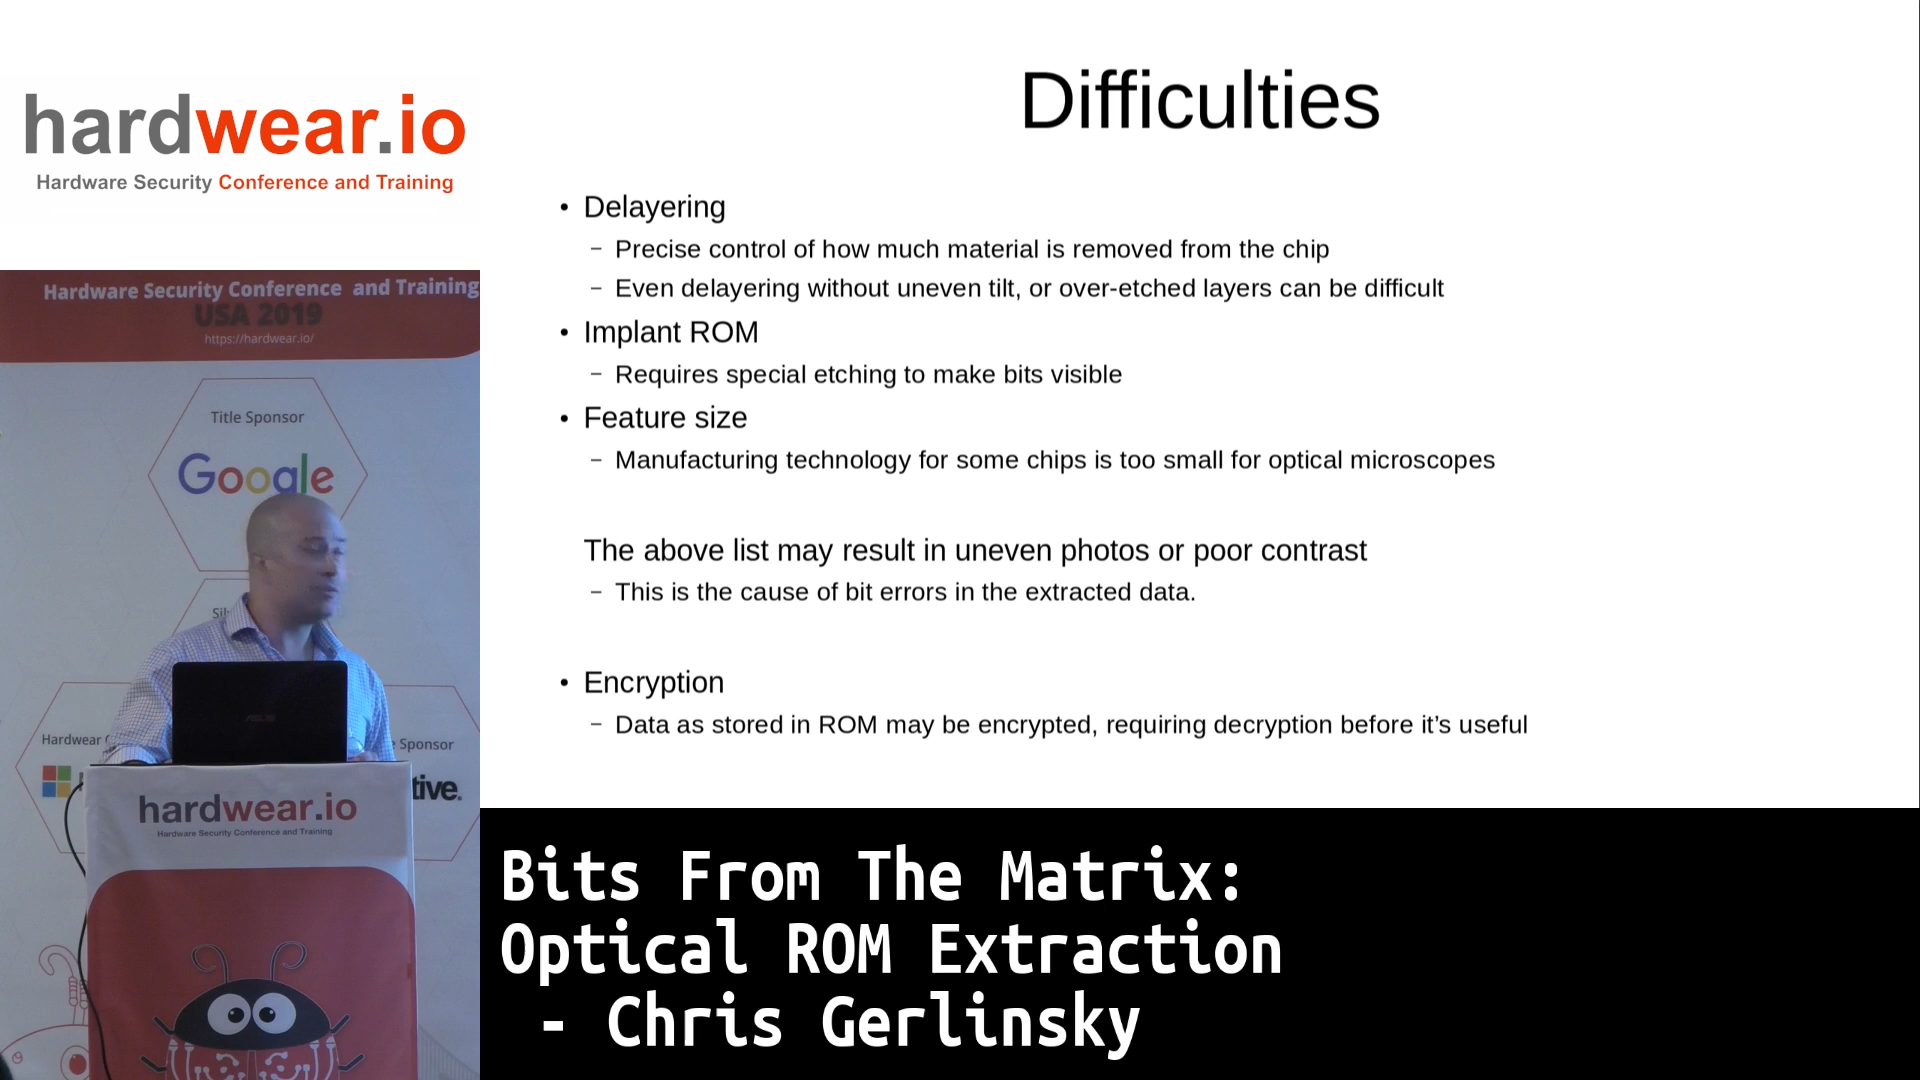 hardwear.io
Hardware Security Conference and Training
Hardware Security Conference and Training
USA 2019
https://hardwear.io/
Title Sponsor
Google
Hardwear
Sponsor
tive.
ASUS
hardwear.io
Hardware Security Conference and Training
Difficulties
• Delayering
– Precise control of how much material is removed from the chip
– Even delayering without uneven tilt, or over-etched layers can be difficult
• Implant ROM
– Requires special etching to make bits visible
• Feature size
– Manufacturing technology for some chips is too small for optical microscopes
The above list may result in uneven photos or poor contrast
– This is the cause of bit errors in the extracted data.
• Encryption
– Data as stored in ROM may be encrypted, requiring decryption before it’s useful
Bits From The Matrix:
Optical ROM Extraction
- Chris Gerlinsky